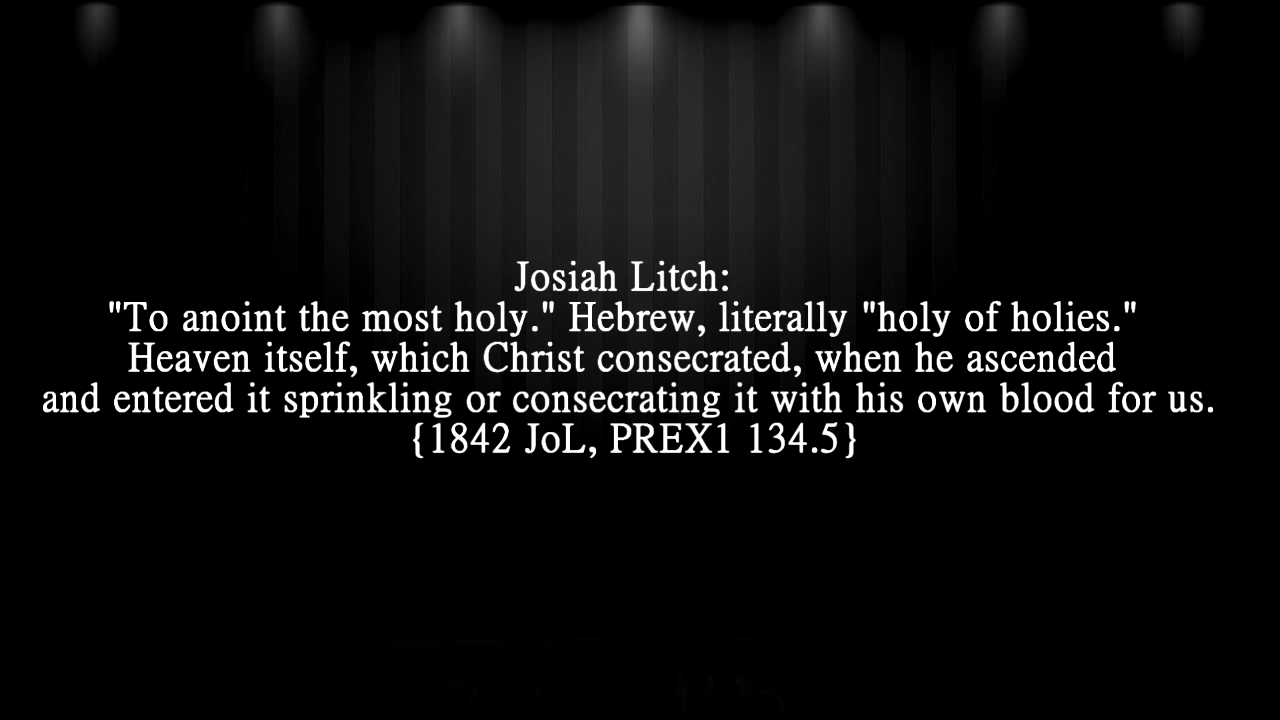 Josiah Litch:
"To anoint the most holy." Hebrew, literally "holy of holies."
Heaven itself, which Christ consecrated, when he ascended
and entered it sprinkling or consecrating it with his own blood for us.
{1842 JoL, PREX1 134.5}